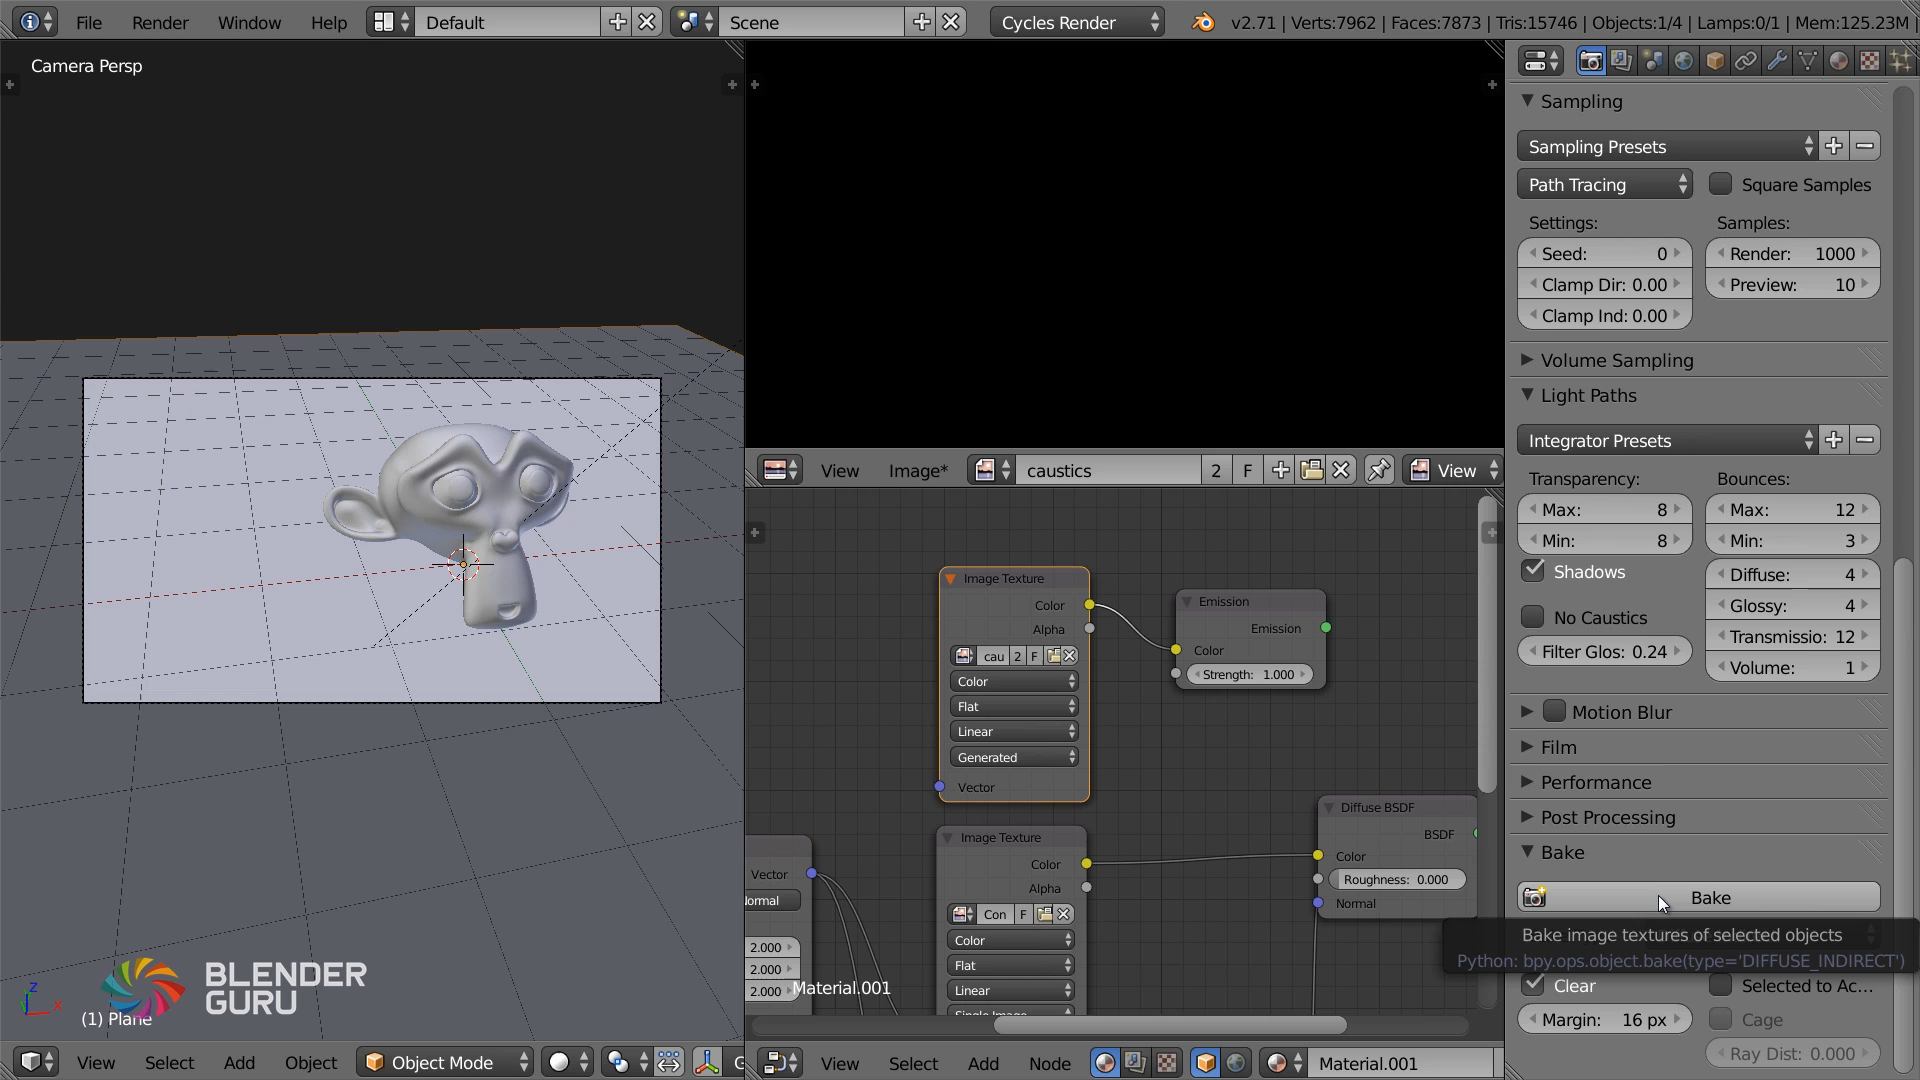 File Render Window Help Default Scene Cycles Render v2.71 | Verts:7962 | Faces:7873 | Tris:15746 | Objects:1/4 | Lamps:0/1 | Mem:125.23M |
Camera Persp
(1) Plane
Z
X
BLENDER
GURU
View Select Add Object Object Mode G
View Image* caustics 2 F View
Image Texture
Color
Alpha
cau 2 F
Color
Flat
Linear
Generated
Vector
Emission
Emission
Color
Strength: 1.000
Vector
2.000
2.000
2.000
Material.001
Image Texture
Color
Alpha
Con F
Color
Flat
Linear
Diffuse BSDF
BSDF
Color
Roughness: 0.000
Normal
View Select Add Node Material.001
Sampling
Sampling Presets
Path Tracing Square Samples
Settings: Samples:
Seed: 0 Render: 1000
Clamp Dir: 0.00 Preview: 10
Clamp Ind: 0.00
Volume Sampling
Light Paths
Integrator Presets
Transparency: Bounces:
Max: 8 Max: 12
Min: 8 Min: 3
Shadows Diffuse: 4
Glossy: 4
No Caustics Transmissio: 12
Filter Glos: 0.24 Volume: 1
Motion Blur
Film
Performance
Post Processing
Bake
Bake
Bake image textures of selected objects
Python: bpy.ops.object.bake(type='DIFFUSE_INDIRECT')
Clear Selected to Ac...
Margin: 16 px Cage
Ray Dist: 0.000